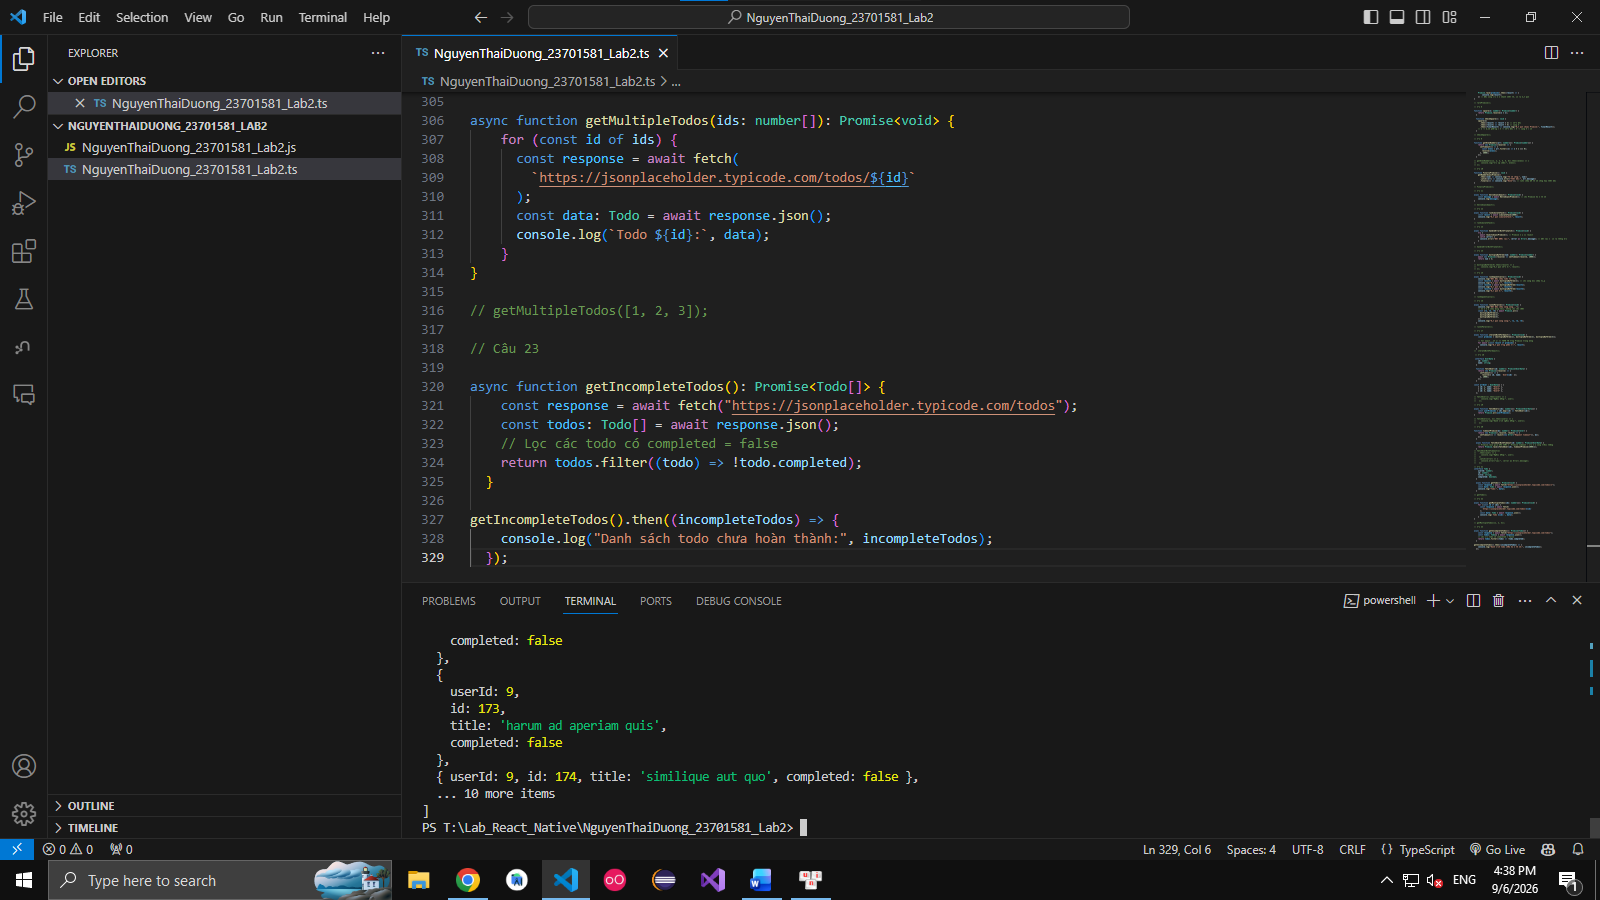 File Edit Selection View Go Run Terminal Help
NguyenThaiDuong_23701581_Lab2
EXPLORER
OPEN EDITORS
TS NguyenThaiDuong_23701581_Lab2.ts
NGUYENTHAIDUONG_23701581_LAB2
JS NguyenThaiDuong_23701581_Lab2.js
TS NguyenThaiDuong_23701581_Lab2.ts
OUTLINE
TIMELINE
TS NguyenThaiDuong_23701581_Lab2.ts
TS NguyenThaiDuong_23701581_Lab2.ts > ...
305
306 async function getMultipleTodos(ids: number[]): Promise<void> {
307 for (const id of ids) {
308 const response = await fetch(
309 `https://jsonplaceholder.typicode.com/todos/${id}`
310 );
311 const data: Todo = await response.json();
312 console.log(`Todo ${id}:`, data);
313 }
314 }
315
316 // getMultipleTodos([1, 2, 3]);
317
318 // Câu 23
319
320 async function getIncompleteTodos(): Promise<Todo[]> {
321 const response = await fetch("https://jsonplaceholder.typicode.com/todos");
322 const todos: Todo[] = await response.json();
323 // Lọc các todo có completed = false
324 return todos.filter((todo) => !todo.completed);
325 }
326
327 getIncompleteTodos().then((incompleteTodos) => {
328 console.log("Danh sách todo chưa hoàn thành:", incompleteTodos);
329 });
PROBLEMS OUTPUT TERMINAL PORTS DEBUG CONSOLE
powershell
completed: false
},
{
userId: 9,
id: 173,
title: 'harum ad aperiam quis',
completed: false
},
{ userId: 9, id: 174, title: 'similique aut quo', completed: false },
... 10 more items
]
PS T:\Lab_React_Native\NguyenThaiDuong_23701581_Lab2>
0 0 0
Ln 329, Col 6 Spaces: 4 UTF-8 CRLF {} TypeScript Go Live
Type here to search
ENG
4:38 PM
9/6/2026
1